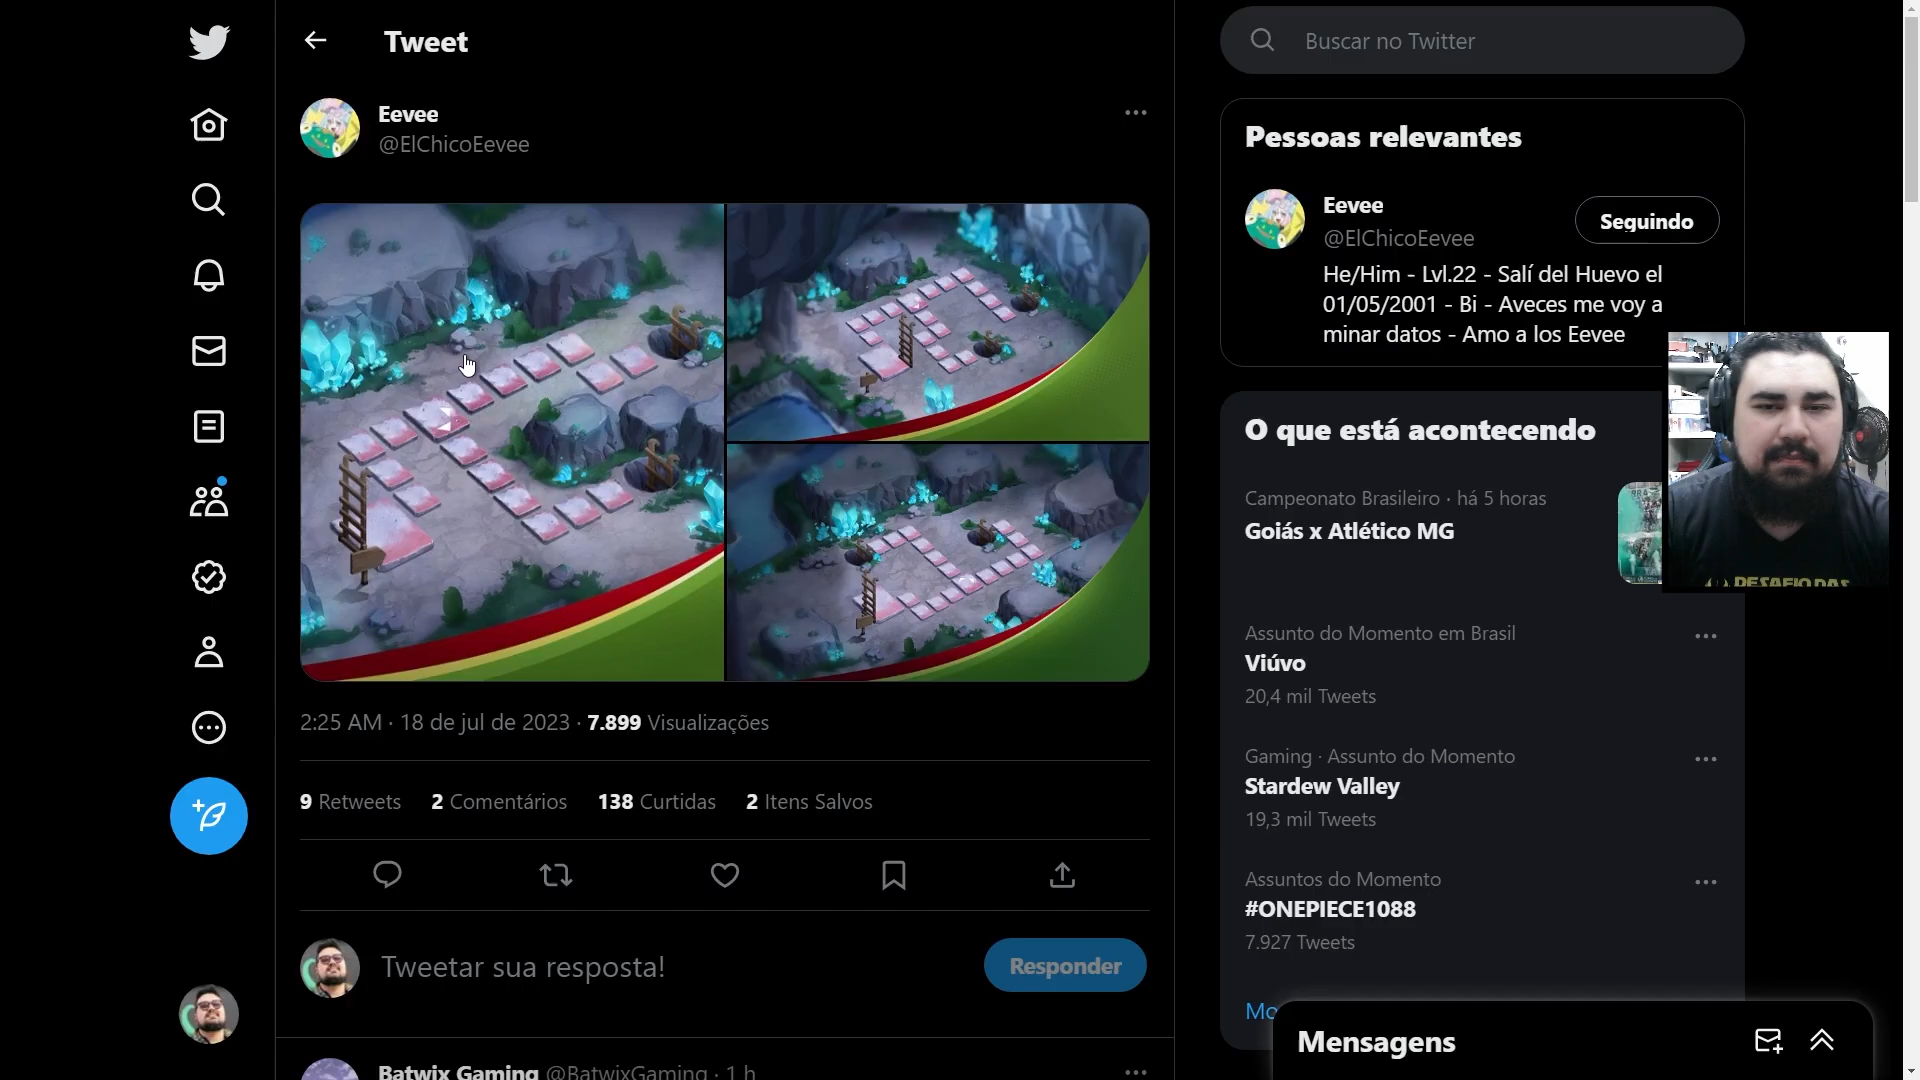 Tweet
Eevee
@ElChicoEevee
2:25 AM · 18 de jul de 2023 · 7.899 Visualizações
9 Retweets 2 Comentários 138 Curtidas 2 Itens Salvos
Tweetar sua resposta!
Responder
Batwix Gaming @BatwixGaming · 1 h
Buscar no Twitter
Pessoas relevantes
Eevee
@ElChicoEevee
Seguindo
He/Him - Lvl.22 - Salí del Huevo el
01/05/2001 - Bi - Aveces me voy a
minar datos - Amo a los Eevee
O que está acontecendo
Campeonato Brasileiro · há 5 horas
Goiás x Atlético MG
Assunto do Momento em Brasil
Viúvo
20,4 mil Tweets
Gaming · Assunto do Momento
Stardew Valley
19,3 mil Tweets
Assuntos do Momento
#ONEPIECE1088
7.927 Tweets
Mo
Mensagens
DESAFIO DAS